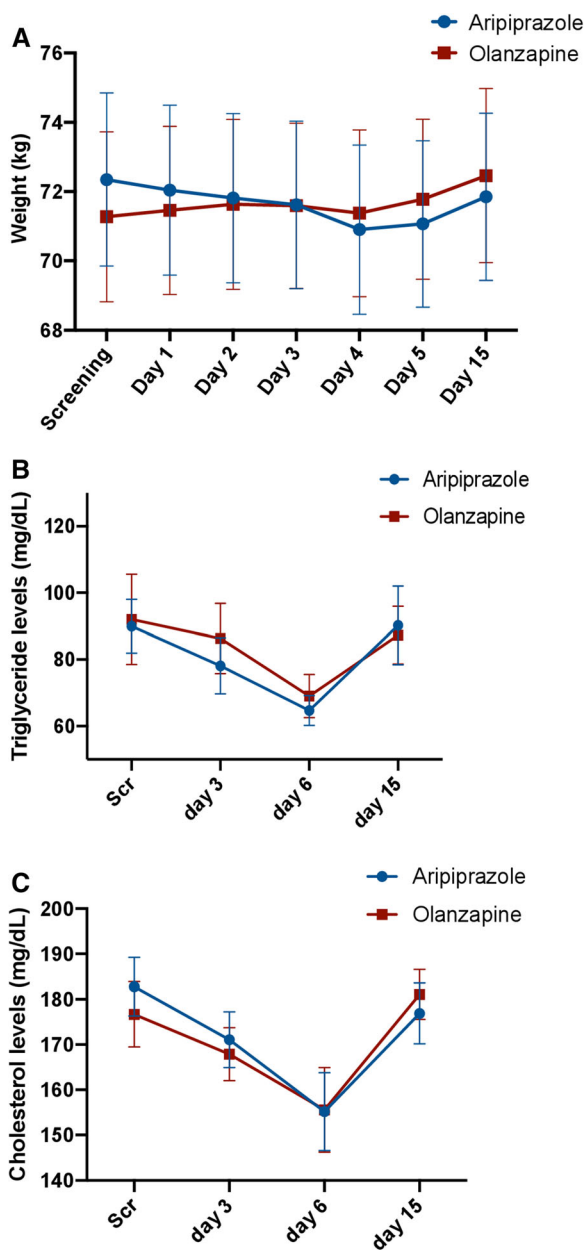 A
Aripiprazole
Olanzapine
Weight (kg)
76
74
72
70
68
Screening
Day 1
Day 2
Day 3
Day 4
Day 5
Day 15
B
Aripiprazole
Olanzapine
Triglyceride levels (mg/dL)
120
100
80
60
Scr
day 3
day 6
day 15
C
Aripiprazole
Olanzapine
Cholesterol levels (mg/dL)
200
190
180
170
160
150
140
Scr
day 3
day 6
day 15